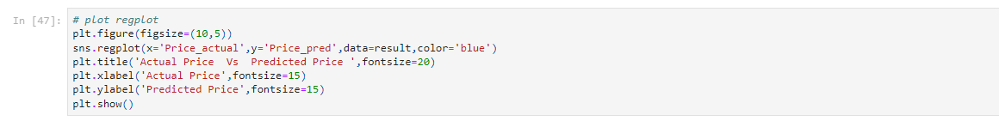 In [47]: # plot regplot
plt.figure(figsize=(10,5))
sns.regplot(x='Price_actual',y='Price_pred',data=result,color='blue')
plt.title('Actual Price  Vs  Predicted Price ',fontsize=20)
plt.xlabel('Actual Price',fontsize=15)
plt.ylabel('Predicted Price',fontsize=15)
plt.show()